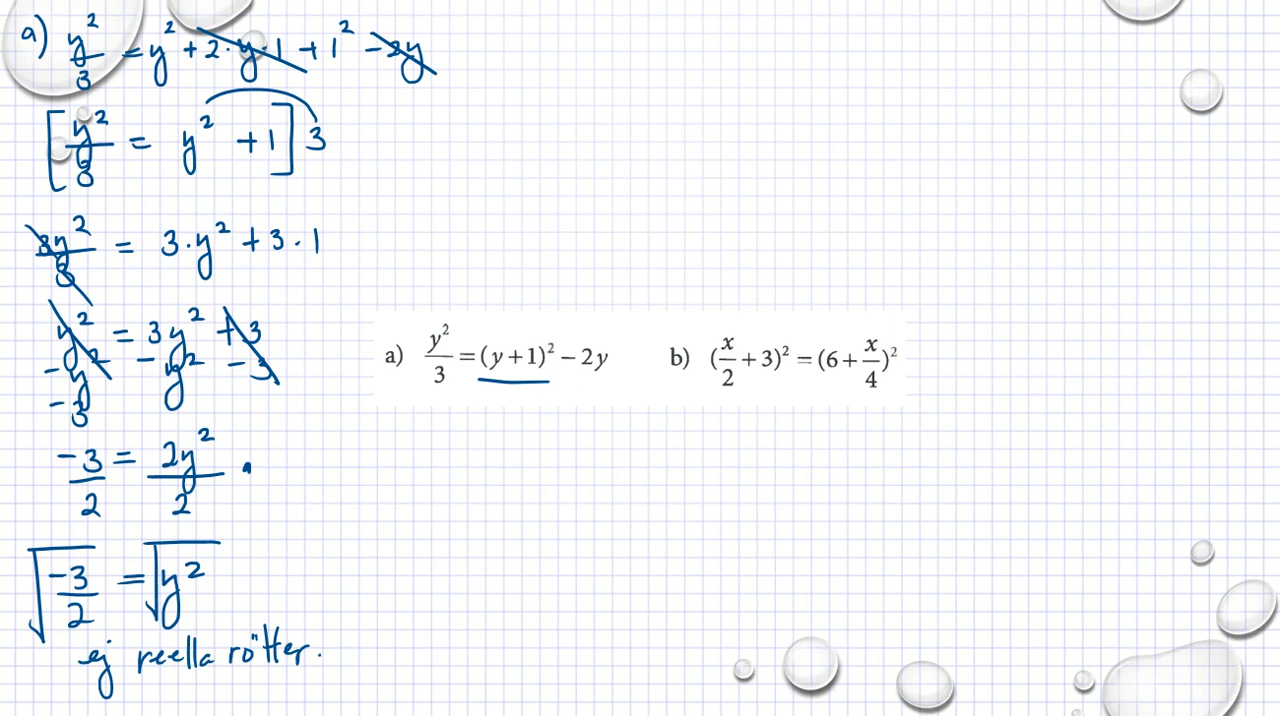 a) y²/3 = y² + 2·y·1 + 1² − 2y
[y²/3 = y² + 1] 3
3y²/3 = 3·y² + 3·1
y² = 3y² + 3
−y² − y² − 3
−3
−3/2 = 2y²/2
√(−3/2) = √y²
ej reella rötter.
a) y²/3 = (y + 1)² − 2y b) (x/2 + 3)² = (6 + x/4)²